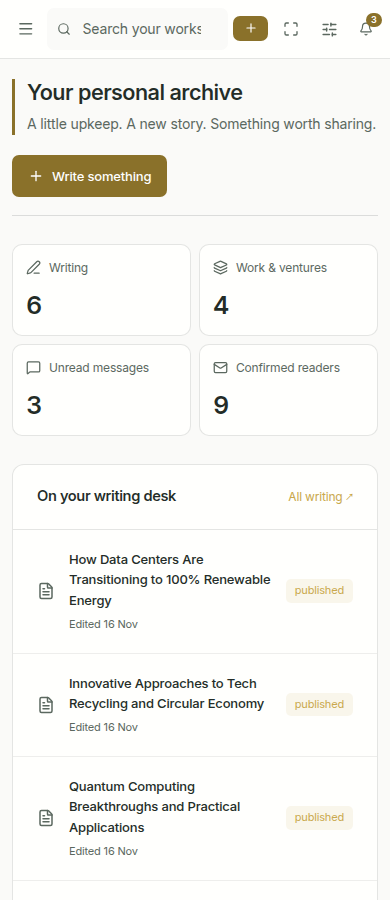 Search your works
3
Your personal archive
A little upkeep. A new story. Something worth sharing.
Write something
Writing
6
Work & ventures
4
Unread messages
3
Confirmed readers
9
On your writing desk
All writing ↗
How Data Centers Are
Transitioning to 100% Renewable
Energy
Edited 16 Nov
published
Innovative Approaches to Tech
Recycling and Circular Economy
Edited 16 Nov
published
Quantum Computing
Breakthroughs and Practical
Applications
Edited 16 Nov
published